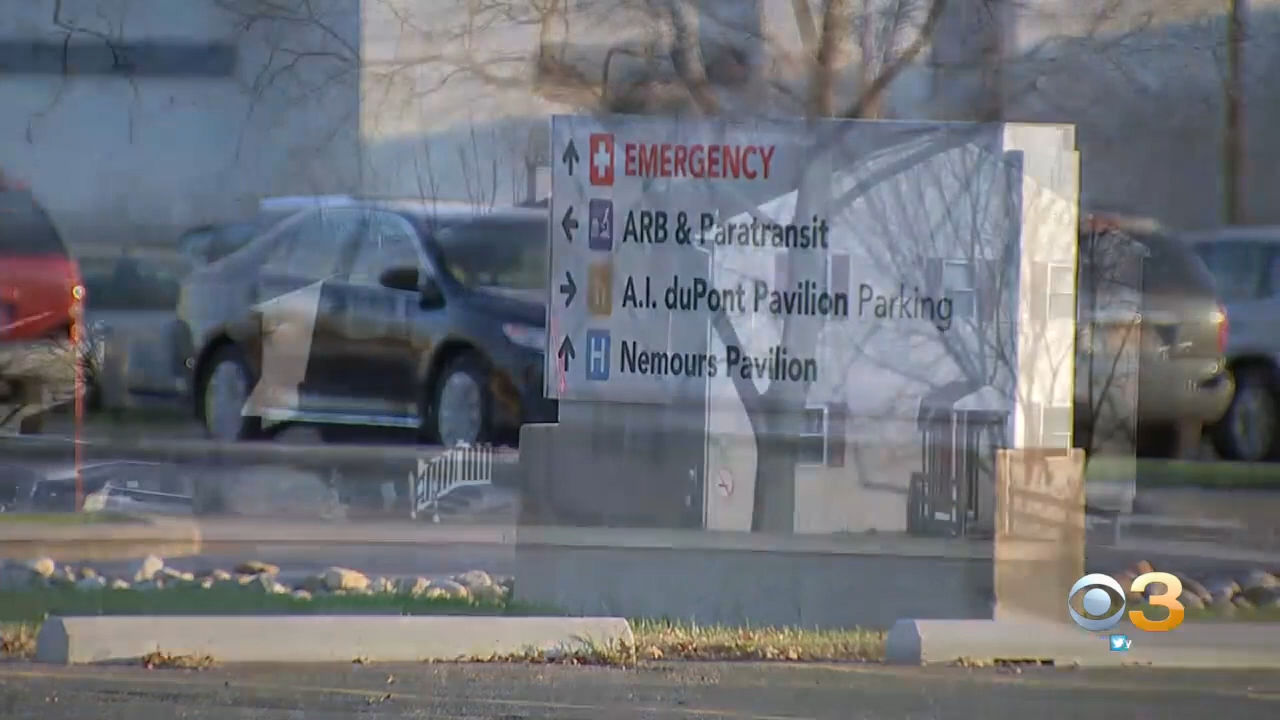 EMERGENCY
ARB & Paratransit
A.I. duPont Pavilion Parking
H Nemours Pavilion
3